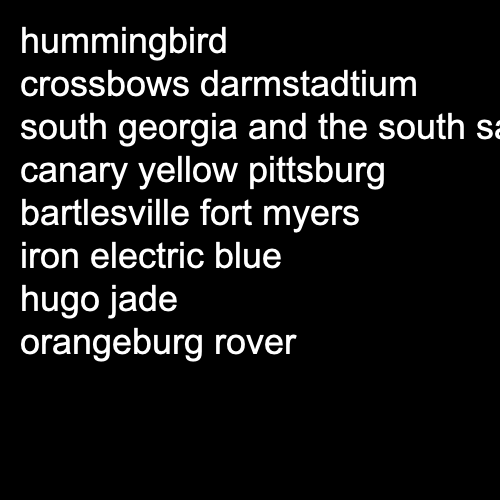 hummingbird
crossbows darmstadtium
south georgia and the south
canary yellow pittsburg
bartlesville fort myers
iron electric blue
hugo jade
orangeburg rover